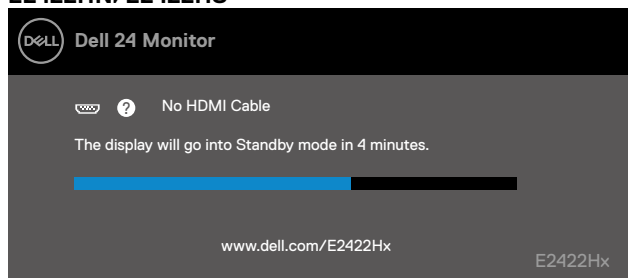 E2422HN/E2422HS
DELL Dell 24 Monitor
? No HDMI Cable
The display will go into Standby mode in 4 minutes.
www.dell.com/E2422Hx
E2422Hx